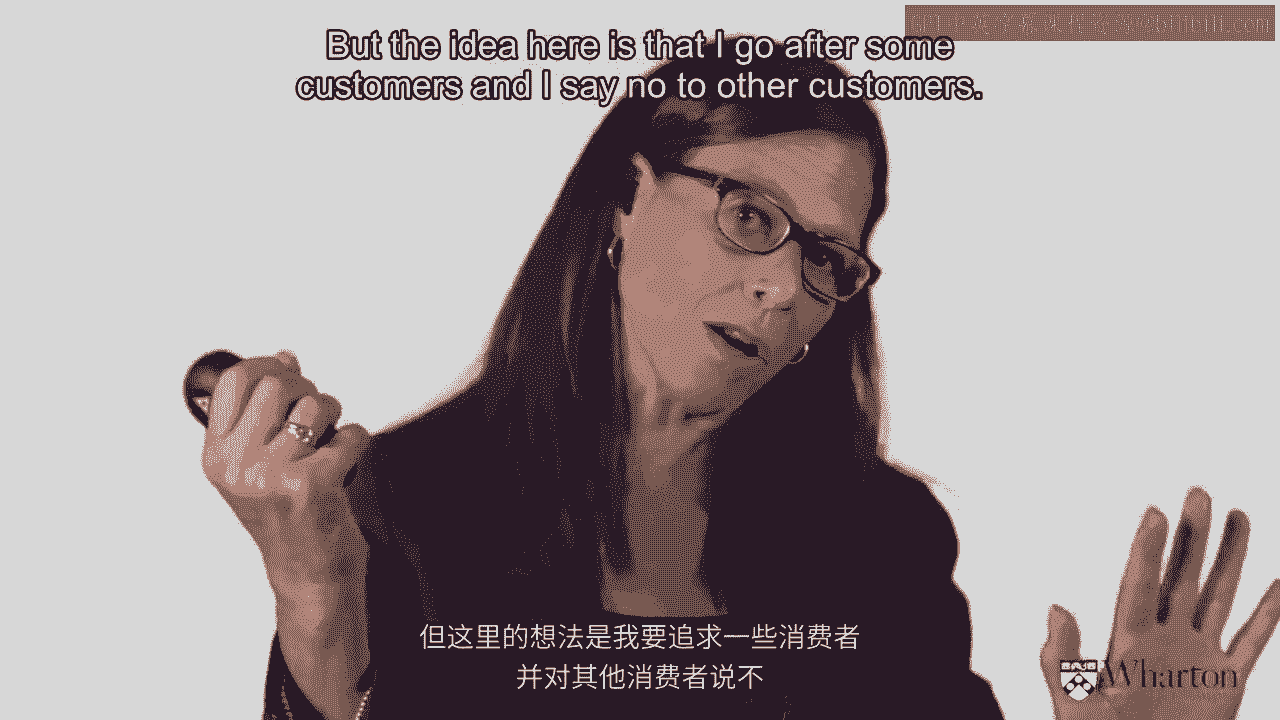 But the idea here is that I go after some
customers and I say no to other customers.
但这里的想法是我要追求一些消费者
并对其他消费者说不
Wharton